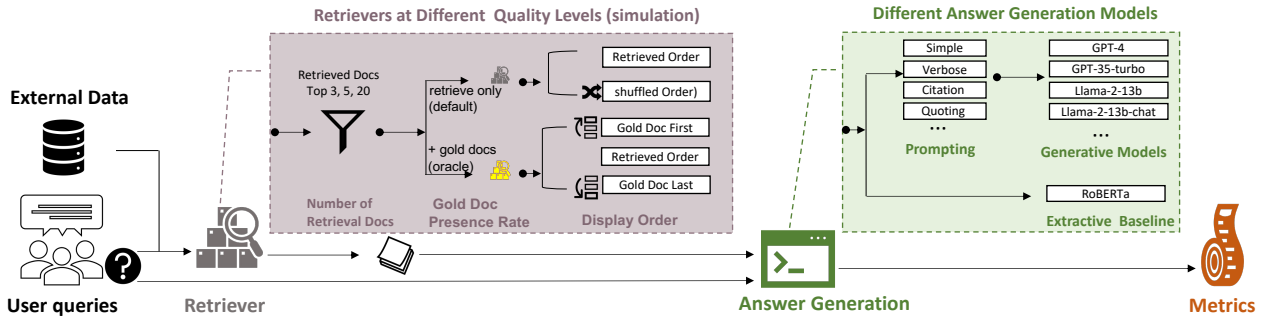 Retrievers at Different Quality Levels (simulation)
Different Answer Generation Models
External Data
User queries
?
Retriever
Retrieved Docs
Top 3, 5, 20
Number of
Retrieval Docs
retrieve only
(default)
+ gold docs
(oracle)
Gold Doc
Presence Rate
Retrieved Order
shuffled Order)
Gold Doc First
Retrieved Order
Gold Doc Last
Display Order
Simple
Verbose
Citation
Quoting
...
Prompting
GPT-4
GPT-35-turbo
Llama-2-13b
Llama-2-13b-chat
...
Generative Models
RoBERTa
Extractive Baseline
Answer Generation
Metrics